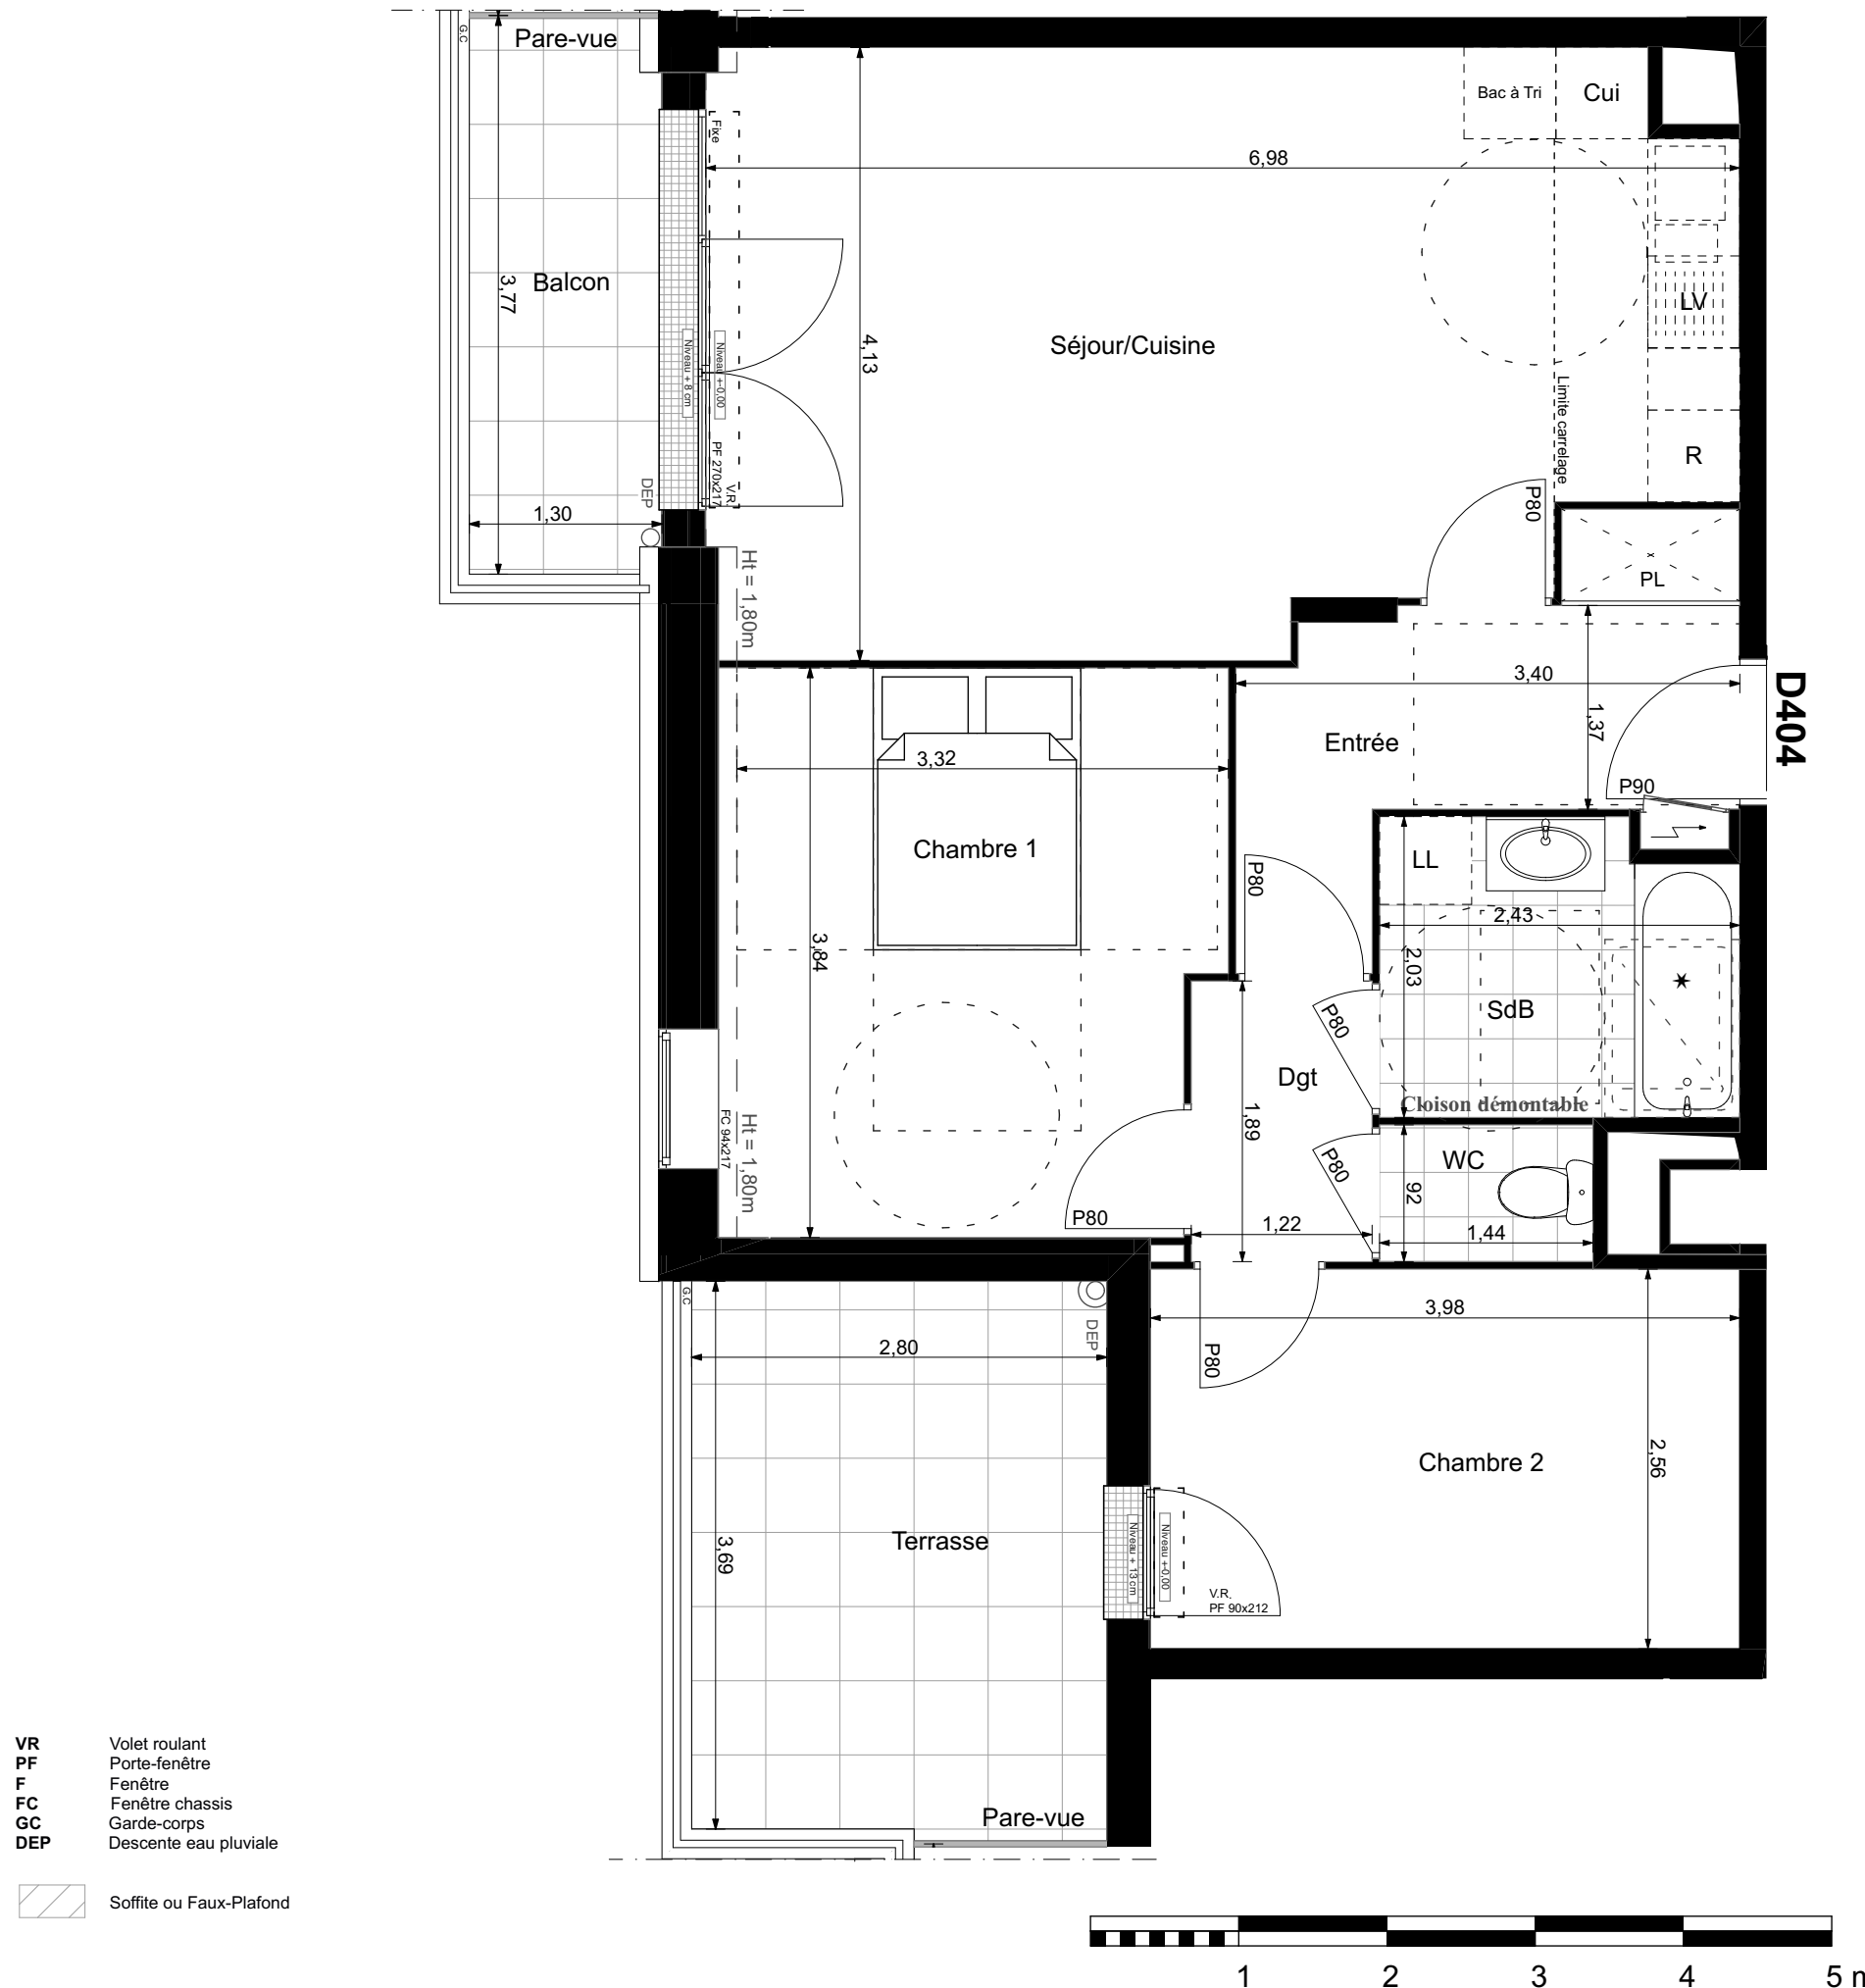 G.C
Pare-vue
Bac à Tri
Cui
Fixe
6,98
3,77
Balcon
4,13
Séjour/Cuisine
LV
Niveau + 8 cm
Niveau +-0,00
Limite carrelage
PF 270x217
V.R.
R
DEP
1,30
P80
Ht = 1,80m
PL
3,40
1,37
D404
Entrée
3,32
P90
Chambre 1
LL
P80
2,43
3,84
2,03
SdB
P80
Dgt
Cloison démontable
FC 94x217
Ht = 1,80m
1,89
P80
WC
92
P80
1,22
1,44
G.C
DEP
3,98
2,80
P80
2,56
Chambre 2
Terrasse
3,69
Niveau + 13 cm
Niveau +-0,00
V.R.
PF 90x212
Pare-vue
VR Volet roulant
PF Porte-fenêtre
F Fenêtre
FC Fenêtre chassis
GC Garde-corps
DEP Descente eau pluviale
Soffite ou Faux-Plafond
1 2 3 4 5 m